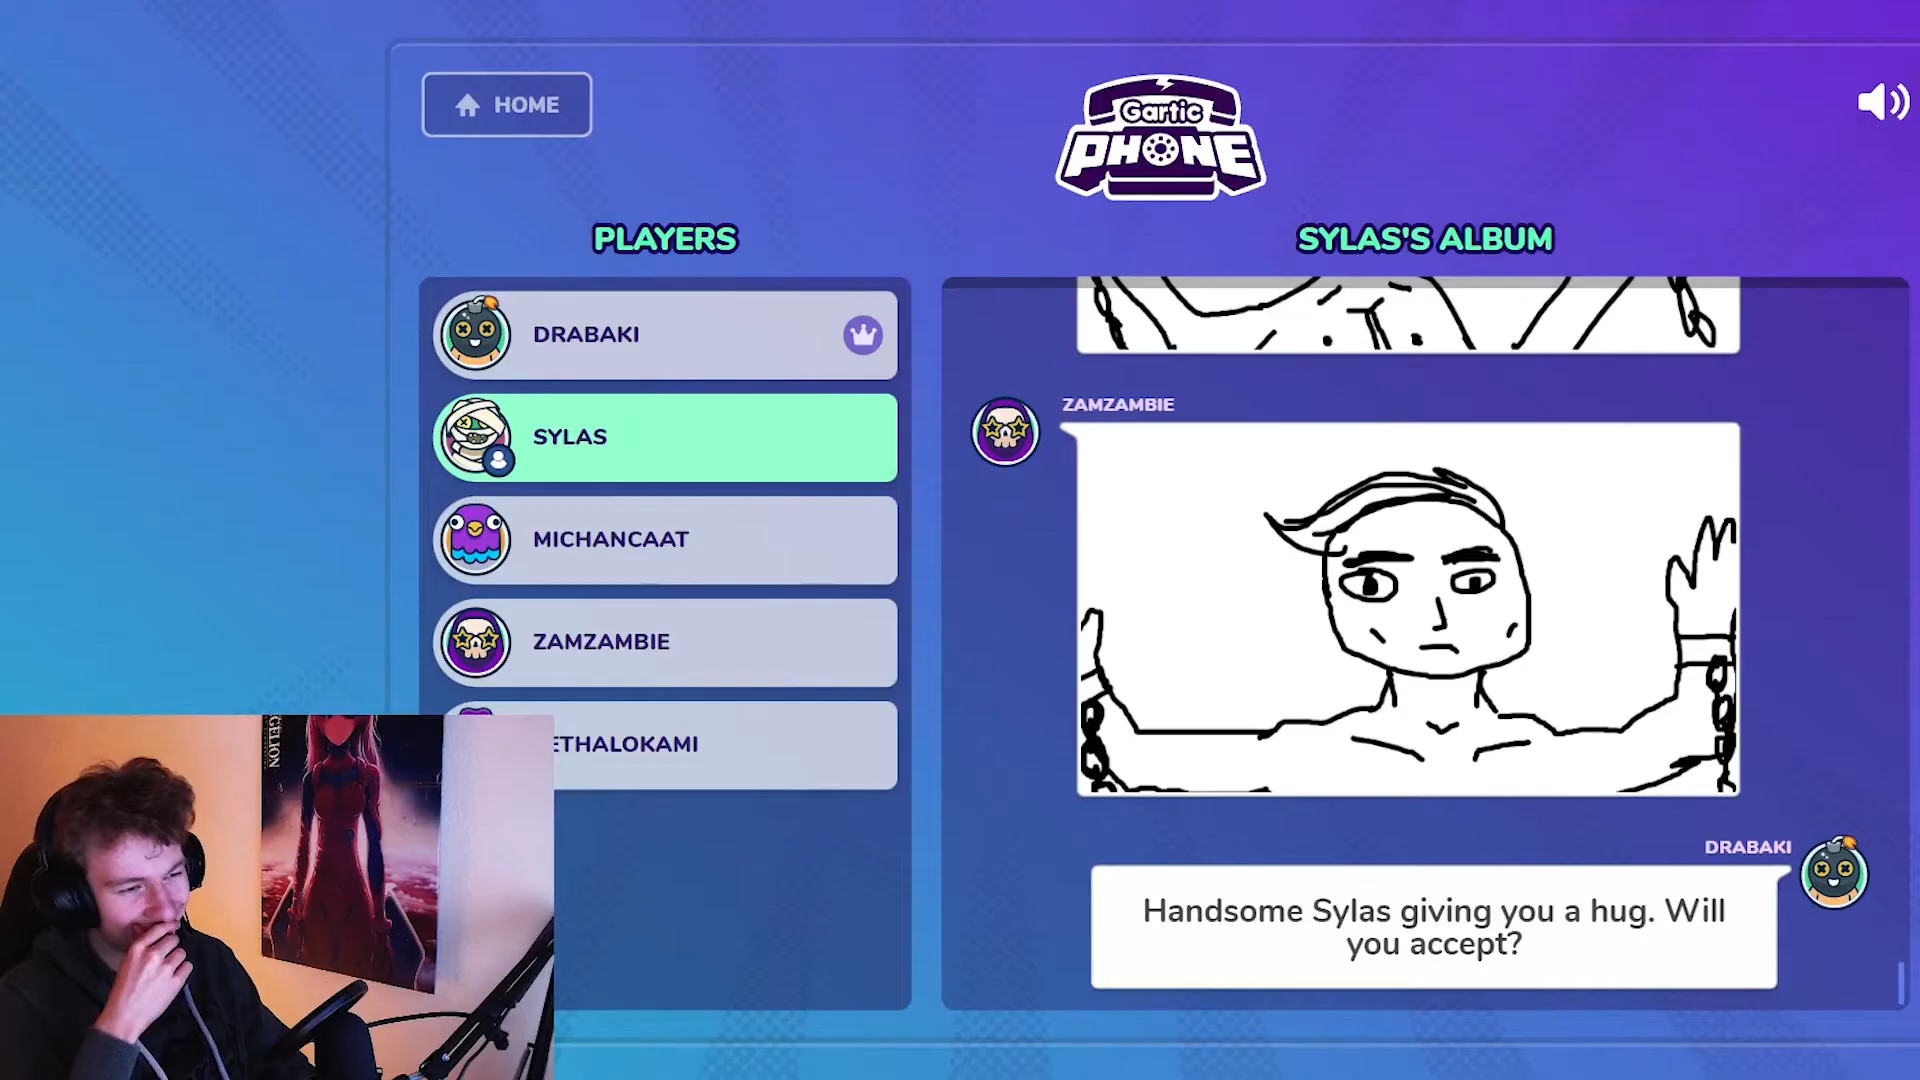 HOME
Gartic
PHONE
PLAYERS
SYLAS'S ALBUM
DRABAKI
SYLAS
MICHANCAAT
ZAMZAMBIE
ETHALOKAMI
ZAMZAMBIE
DRABAKI
Handsome Sylas giving you a hug. Will
you accept?
GELION